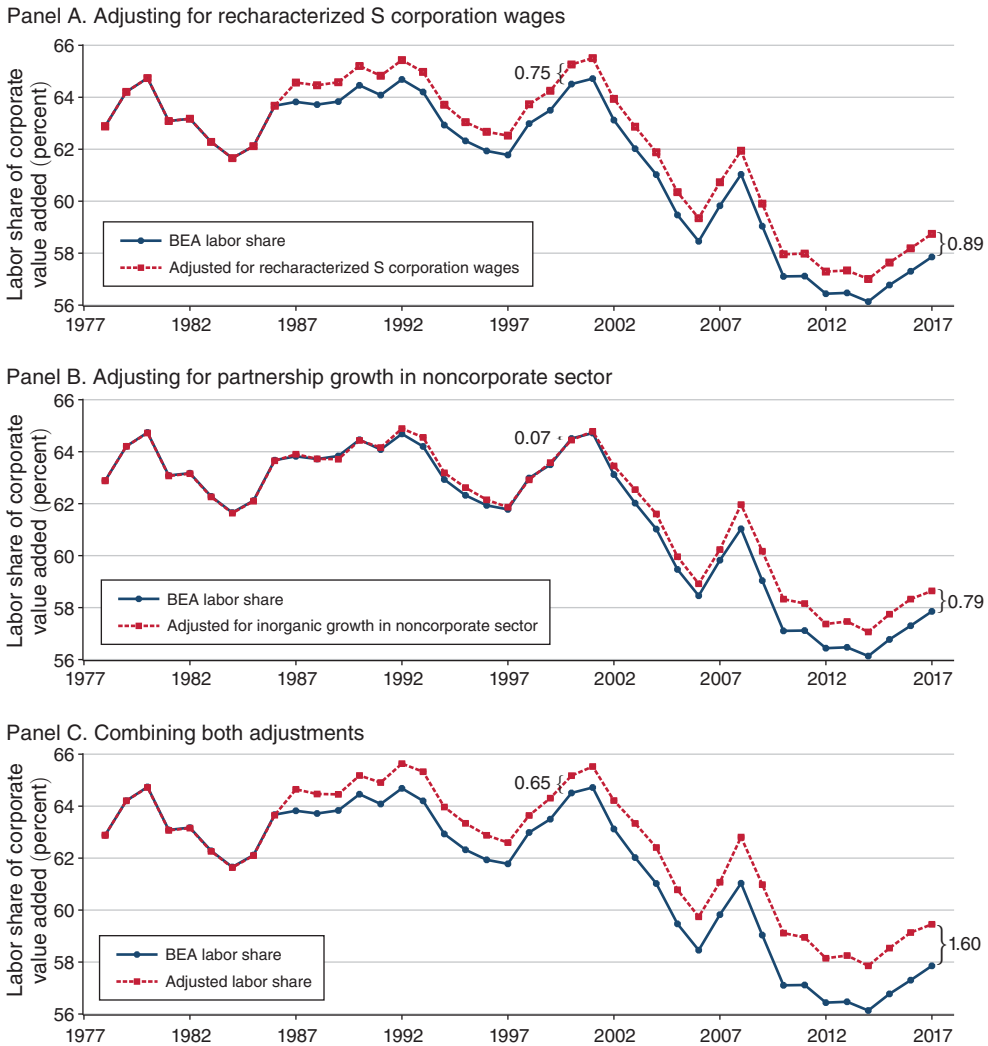 Panel A. Adjusting for recharacterized S corporation wages
Labor share of corporate
value added (percent)
66
64
62
60
58
56
0.75
0.89
BEA labor share
Adjusted for recharacterized S corporation wages
1977 1982 1987 1992 1997 2002 2007 2012 2017
Panel B. Adjusting for partnership growth in noncorporate sector
Labor share of corporate
value added (percent)
66
64
62
60
58
56
0.07
0.79
BEA labor share
Adjusted for inorganic growth in noncorporate sector
1977 1982 1987 1992 1997 2002 2007 2012 2017
Panel C. Combining both adjustments
Labor share of corporate
value added (percent)
66
64
62
60
58
56
0.65
1.60
BEA labor share
Adjusted labor share
1977 1982 1987 1992 1997 2002 2007 2012 2017